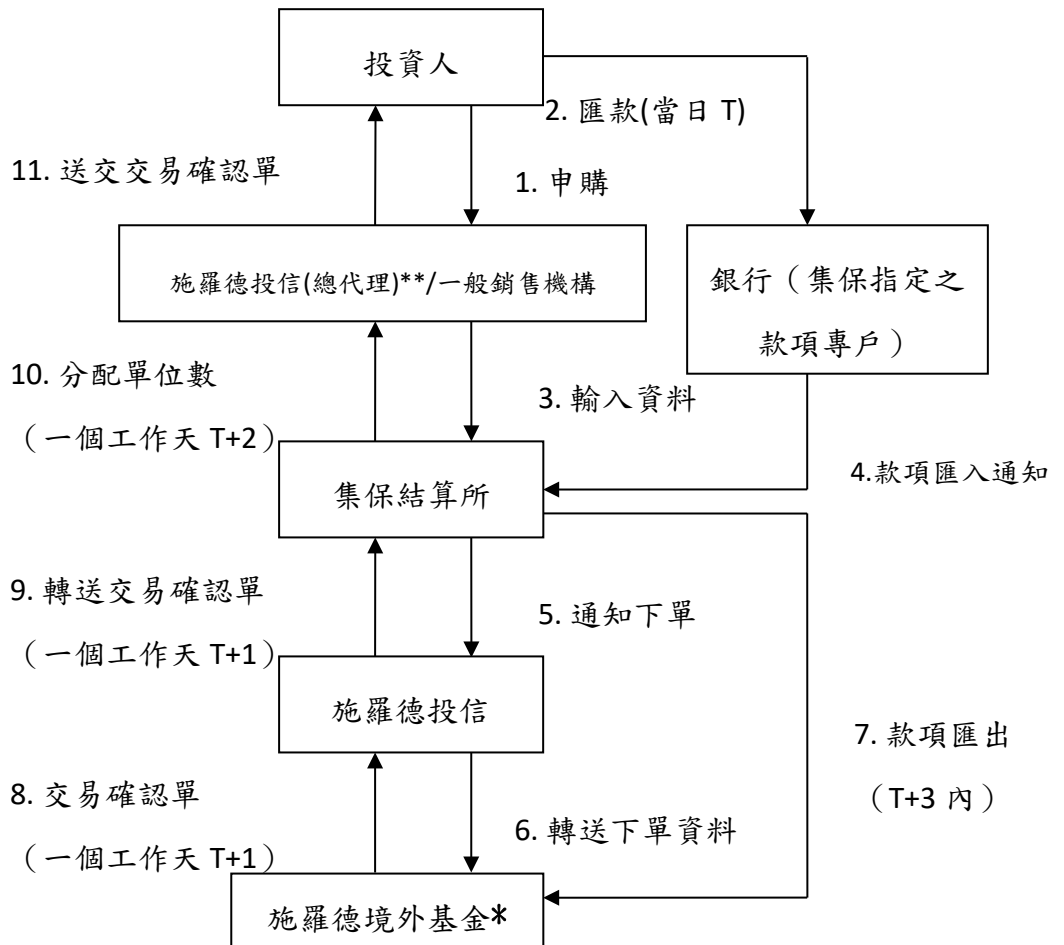 投資人
2. 匯款(當日 T)
11. 送交交易確認單
1. 申購
施羅德投信(總代理)**/一般銷售機構
銀行（集保指定之
款項專戶）
10. 分配單位數
（一個工作天 T+2）
3. 輸入資料
集保結算所
4.款項匯入通知
9. 轉送交易確認單
（一個工作天 T+1）
5. 通知下單
施羅德投信
7. 款項匯出
（T+3 內）
8. 交易確認單
（一個工作天 T+1）
6. 轉送下單資料
施羅德境外基金*